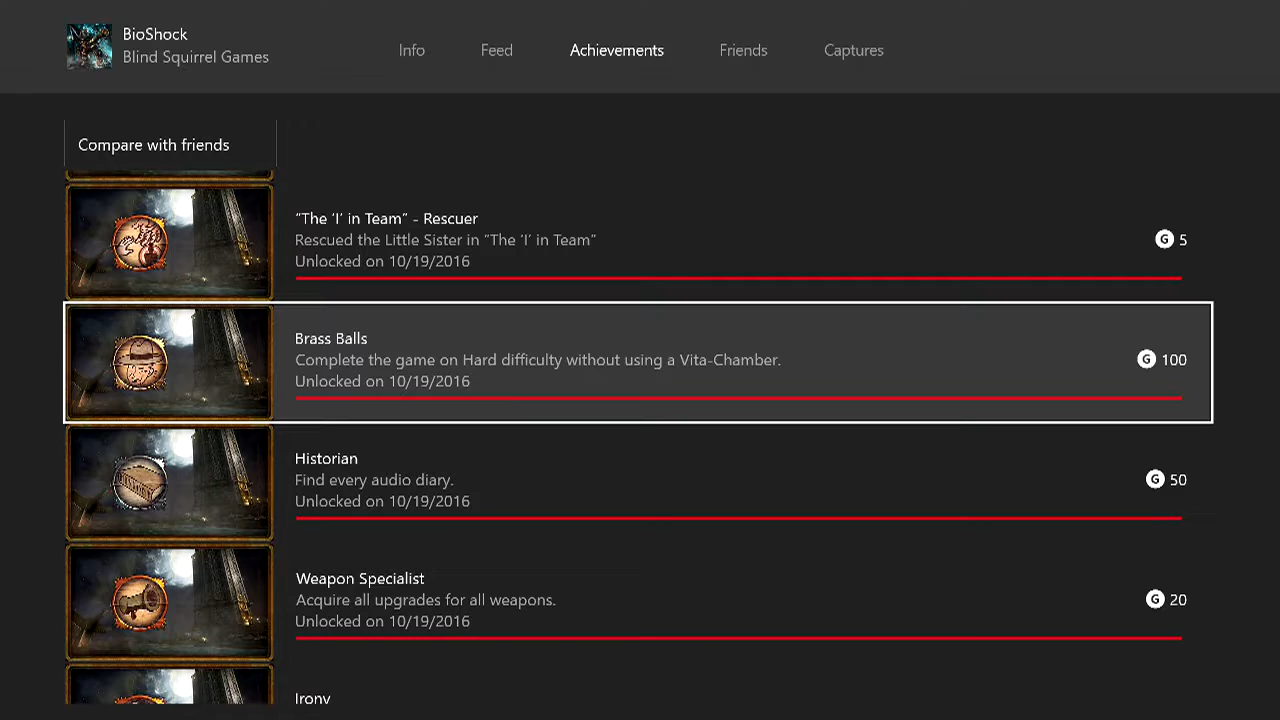 BioShock
Blind Squirrel Games
Info
Feed
Achievements
Friends
Captures
Compare with friends
“The ‘I’ in Team” - Rescuer
Rescued the Little Sister in “The ‘I’ in Team”
Unlocked on 10/19/2016
G 5
Brass Balls
Complete the game on Hard difficulty without using a Vita-Chamber.
Unlocked on 10/19/2016
G 100
Historian
Find every audio diary.
Unlocked on 10/19/2016
G 50
Weapon Specialist
Acquire all upgrades for all weapons.
Unlocked on 10/19/2016
G 20
Irony